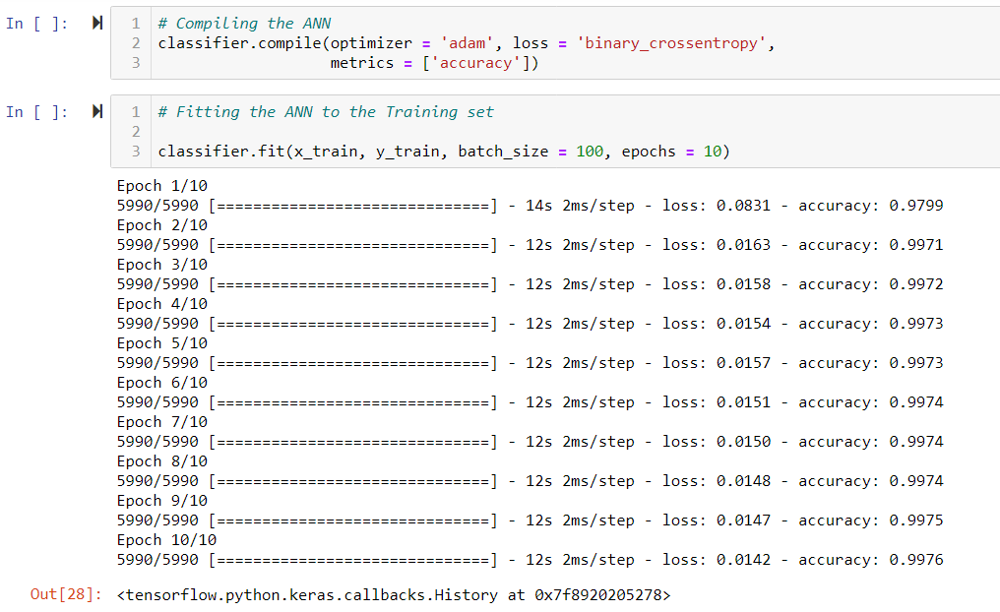 In [ ]:
1 # Compiling the ANN
2 classifier.compile(optimizer = 'adam', loss = 'binary_crossentropy',
3                    metrics = ['accuracy'])
In [ ]:
1 # Fitting the ANN to the Training set
2
3 classifier.fit(x_train, y_train, batch_size = 100, epochs = 10)
Epoch 1/10
5990/5990 [==============================] - 14s 2ms/step - loss: 0.0831 - accuracy: 0.9799
Epoch 2/10
5990/5990 [==============================] - 12s 2ms/step - loss: 0.0163 - accuracy: 0.9971
Epoch 3/10
5990/5990 [==============================] - 12s 2ms/step - loss: 0.0158 - accuracy: 0.9972
Epoch 4/10
5990/5990 [==============================] - 12s 2ms/step - loss: 0.0154 - accuracy: 0.9973
Epoch 5/10
5990/5990 [==============================] - 12s 2ms/step - loss: 0.0157 - accuracy: 0.9973
Epoch 6/10
5990/5990 [==============================] - 12s 2ms/step - loss: 0.0151 - accuracy: 0.9974
Epoch 7/10
5990/5990 [==============================] - 12s 2ms/step - loss: 0.0150 - accuracy: 0.9974
Epoch 8/10
5990/5990 [==============================] - 12s 2ms/step - loss: 0.0148 - accuracy: 0.9974
Epoch 9/10
5990/5990 [==============================] - 12s 2ms/step - loss: 0.0147 - accuracy: 0.9975
Epoch 10/10
5990/5990 [==============================] - 12s 2ms/step - loss: 0.0142 - accuracy: 0.9976
Out[28]: <tensorflow.python.keras.callbacks.History at 0x7f8920205278>